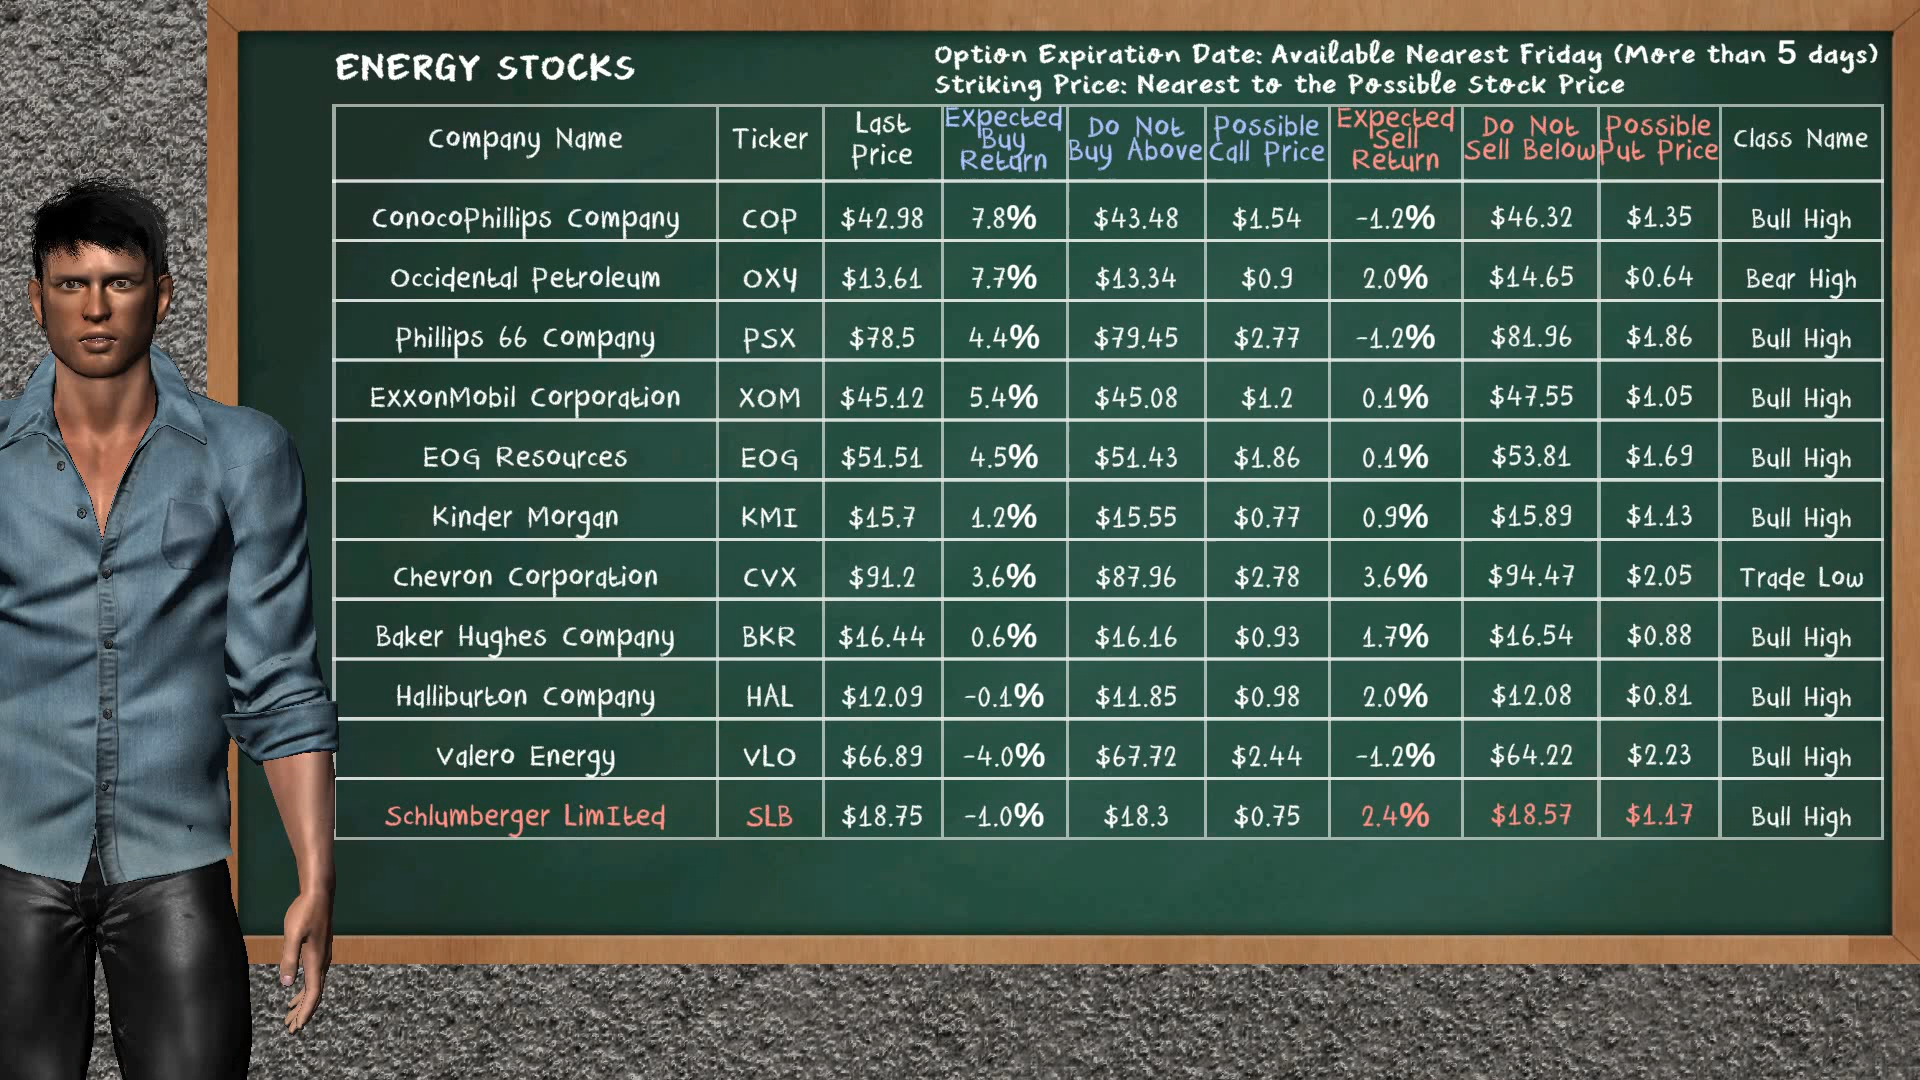 ENERGY STOCKS
Option Expiration Date: Available Nearest Friday (More than 5 days)
Striking Price: Nearest to the Possible Stock Price
Company Name Ticker Last Price Expected Buy Return Do Not Buy Above Possible Call Price Expected Sell Return Do Not Sell Below Possible Put Price Class Name
ConocoPhillips Company COP $42.98 7.8% $43.48 $1.54 -1.2% $46.32 $1.35 Bull High
Occidental Petroleum OXY $13.61 7.7% $13.34 $0.9 2.0% $14.65 $0.64 Bear High
Phillips 66 Company PSX $78.5 4.4% $79.45 $2.77 -1.2% $81.96 $1.86 Bull High
ExxonMobil Corporation XOM $45.12 5.4% $45.08 $1.2 0.1% $47.55 $1.05 Bull High
EOG Resources EOG $51.51 4.5% $51.43 $1.86 0.1% $53.81 $1.69 Bull High
Kinder Morgan KMI $15.7 1.2% $15.55 $0.77 0.9% $15.89 $1.13 Bull High
Chevron Corporation CVX $91.2 3.6% $87.96 $2.78 3.6% $94.47 $2.05 Trade Low
Baker Hughes Company BKR $16.44 0.6% $16.16 $0.93 1.7% $16.54 $0.88 Bull High
Halliburton Company HAL $12.09 -0.1% $11.85 $0.98 2.0% $12.08 $0.81 Bull High
Valero Energy VLO $66.89 -4.0% $67.72 $2.44 -1.2% $64.22 $2.23 Bull High
Schlumberger LimIted SLB $18.75 -1.0% $18.3 $0.75 2.4% $18.57 $1.17 Bull High